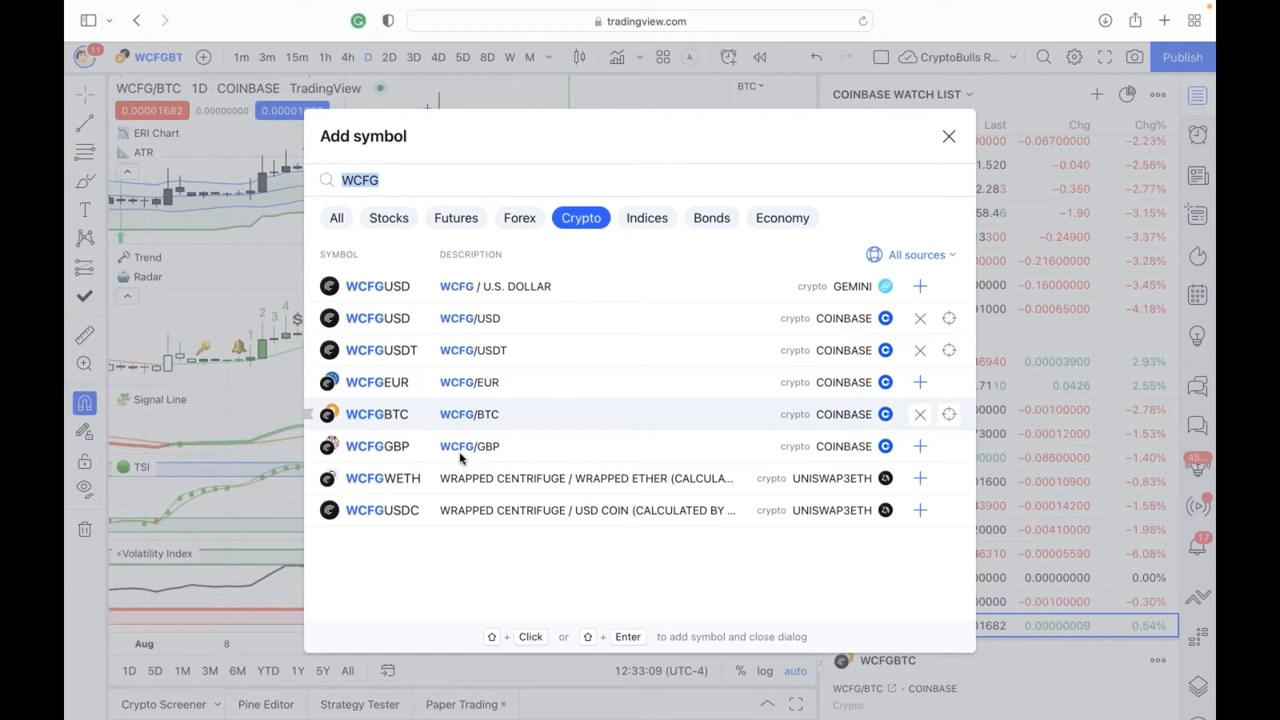 tradingview.com
11
WCFGBT
1m 3m 15m 1h 4h D 2D 3D 4D 5D 8D W M
CryptoBulls R...
Publish
WCFG/BTC · 1D · COINBASE · TradingView
BTC
COINBASE WATCH LIST
0.00001682
0.00000000
ERI Chart
ATR
Last Chg Chg%
−0.06700000 −2.23%
−0.040 −2.56%
−0.350 −2.77%
58.46 −1.90 −3.15%
−0.24900 −3.37%
−0.21600000 −3.28%
−0.16000000 −3.45%
−0.00065000 −4.18%
0.00003900 2.93%
0.0426 2.55%
−2.78%
−1.53%
−0.08600000 −1.40%
−0.00010900 −0.83%
−0.00014200 −1.58%
−0.00410000 −1.98%
−0.00005590 −6.08%
0.00000 0.00%
−0.30%
0.00000009 0.54%
Trend
Radar
1 2 3 4 $
Signal Line
TSI
Volatility Index
Add symbol
WCFG
All Stocks Futures Forex Crypto Indices Bonds Economy
SYMBOL DESCRIPTION All sources
WCFGUSD WCFG / U.S. DOLLAR crypto GEMINI
WCFGUSD WCFG/USD crypto COINBASE
WCFGUSDT WCFG/USDT crypto COINBASE
WCFGEUR WCFG/EUR crypto COINBASE
WCFGBTC WCFG/BTC crypto COINBASE
WCFGGBP WCFG/GBP crypto COINBASE
WCFGWETH WRAPPED CENTRIFUGE / WRAPPED ETHER (CALCULA... crypto UNISWAP3ETH
WCFGUSDC WRAPPED CENTRIFUGE / USD COIN (CALCULATED BY ... crypto UNISWAP3ETH
+ Click or + Enter to add symbol and close dialog
17
Aug 8
WCFGBTC
1D 5D 1M 3M 6M YTD 1Y 5Y All
12:33:09 (UTC-4)
% log auto
WCFG/BTC · COINBASE
Crypto
Crypto Screener Pine Editor Strategy Tester Paper Trading